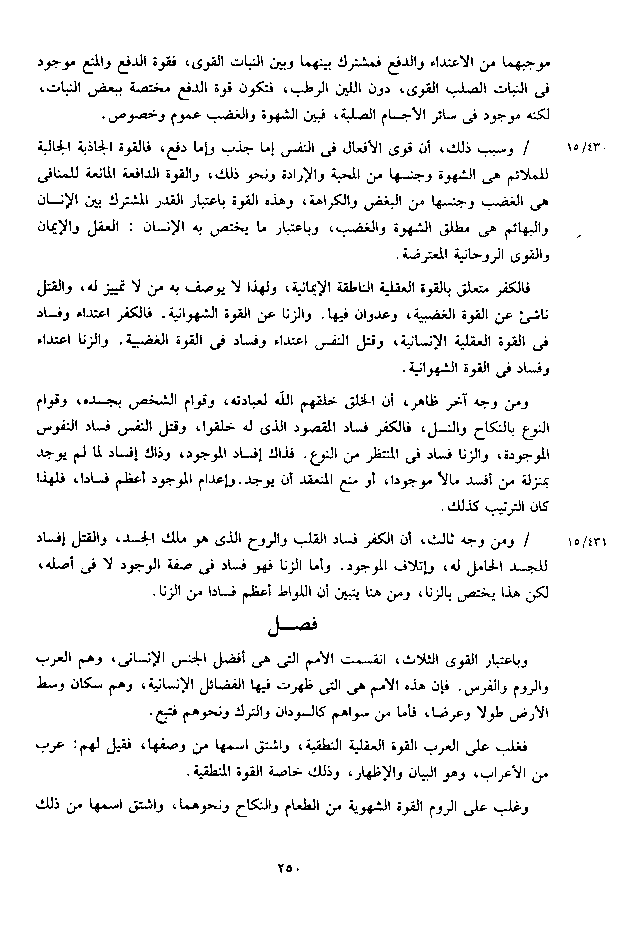 موجبهما من الاعتداء والدفع فمشترك بينهما وبين النبات القوى، فقوة الدفع والمنع موجود
فى النبات الصلب القوى، دون اللين الرطب، فتكون قوة الدفع مختصة ببعض النبات،
لكنه موجود فى سائر الأجسام الصلبة، فبين الشهوة والغضب عموم وخصوص.
١٥/٤٣٠ / وسبب ذلك، أن قوى الأفعال فى النفس إما جذب وإما دفع، فالقوة الجاذبة الجالبة
للملائم هى الشهوة وجنسها من المحبة والإرادة ونحو ذلك، والقوة الدافعة المانعة للمنافى
هى الغضب وجنسها من البغض والكراهة، وهذه القوة باعتبار القدر المشترك بين الإنسان
والبهائم هى مطلق الشهوة والغضب، وباعتبار ما يختص به الإنسان : العقل والإيمان
والقوى الروحانية المعترضة.
فالكفر متعلق بالقوة العقلية الناطقة الإيمانية، ولهذا لا يوصف به من لا تمييز له، والقتل
ناشئ عن القوة الغضبية، وعدوان فيها. والزنا عن القوة الشهوانية. فالكفر اعتداء وفساد
فى القوة العقلية الإنسانية، وقتل النفس اعتداء وفساد فى القوة الغضبية. والزنا اعتداء
وفساد فى القوة الشهوانية.
ومن وجه آخر ظاهر، أن الخلق خلقهم الله لعبادته، وقوام الشخص بجسده، وقوام
النوع بالنكاح والنسل، فالكفر فساد المقصود الذى له خلقوا، وقتل النفس فساد النفوس
الموجودة، والزنا فساد فى المنتظر من النوع. فذاك إفساد الموجود، وذاك إفساد لما لم يوجد
بمنزلة من أفسد مالاً موجودا، أو منع المنعقد أن يوجد. وإعدام الموجود أعظم فسادا، فلهذا
كان الترتيب كذلك.
١٥/٤٣١ / ومن وجه ثالث، أن الكفر فساد القلب والروح الذى هو ملك الجسد، والقتل إفساد
للجسد الحامل له، وإتلاف الموجود. وأما الزنا فهو فساد فى صفة الوجود لا فى أصله،
لكن هذا يختص بالزنا، ومن هنا يتبين أن اللواط أعظم فسادا من الزنا.
فصـــل
وباعتبار القوى الثلاث، انقسمت الأمم التى هى أفضل الجنس الإنسانى، وهم العرب
والروم والفرس. فإن هذه الأمم هى التى ظهرت فيها الفضائل الإنسانية، وهم سكان وسط
الأرض طولا وعرضا، فأما من سواهم كالسودان والترك ونحوهم فتبع.
فغلب على العرب القوة العقلية النطقية، واشتق اسمها من وصفها، فقيل لهم: عرب
من الأعراب، وهو البيان والإظهار، وذلك خاصة القوة المنطقية.
وغلب على الروم القوة الشهوية من الطعام والنكاح ونحوهما، واشتق اسمها من ذلك
٢٥٠